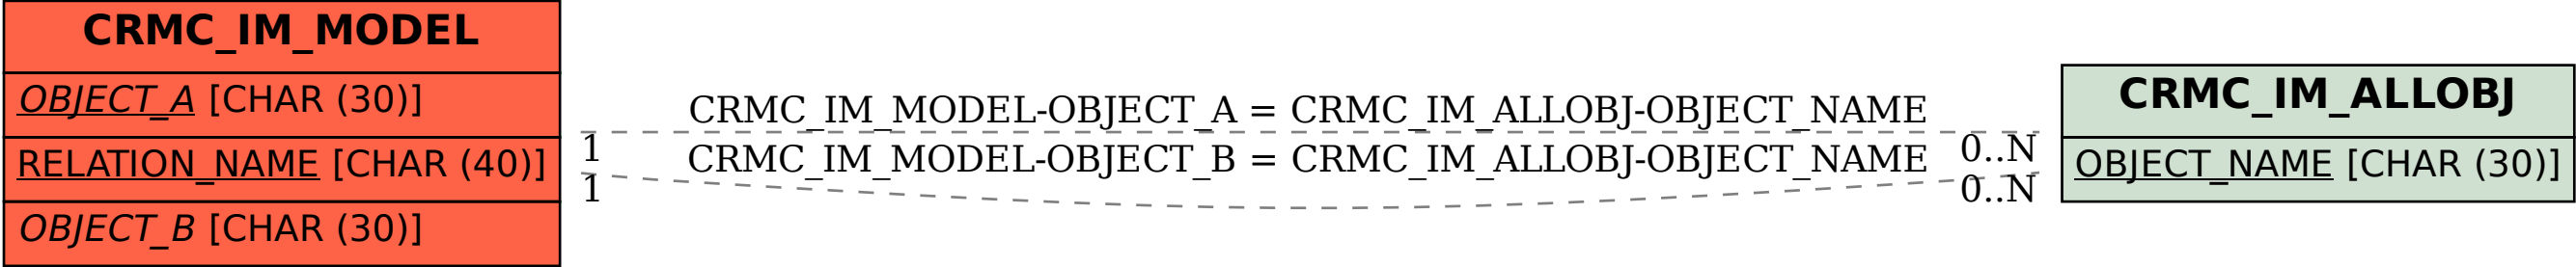 CRMC_IM_MODEL
OBJECT_A [CHAR (30)]
RELATION_NAME [CHAR (40)]
OBJECT_B [CHAR (30)]
CRMC_IM_MODEL-OBJECT_A = CRMC_IM_ALLOBJ-OBJECT_NAME
1
0..N
CRMC_IM_MODEL-OBJECT_B = CRMC_IM_ALLOBJ-OBJECT_NAME
1
0..N
CRMC_IM_ALLOBJ
OBJECT_NAME [CHAR (30)]